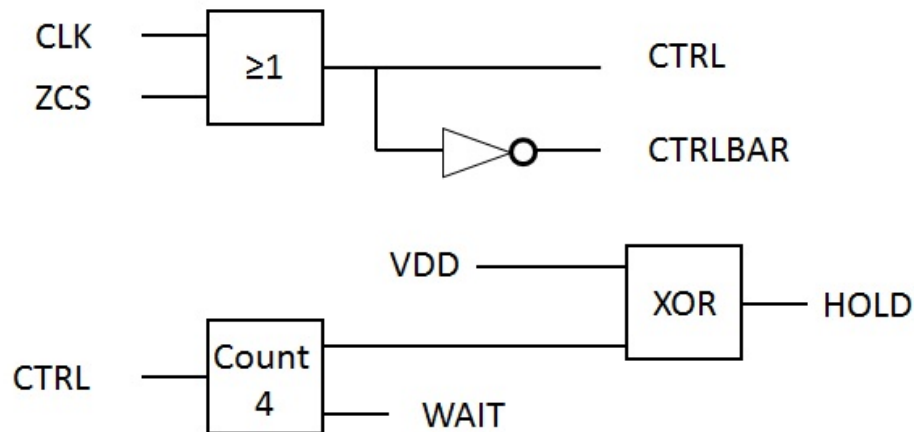 CLK
≥1
CTRL
ZCS
CTRLBAR
VDD
XOR
HOLD
Count
4
CTRL
WAIT